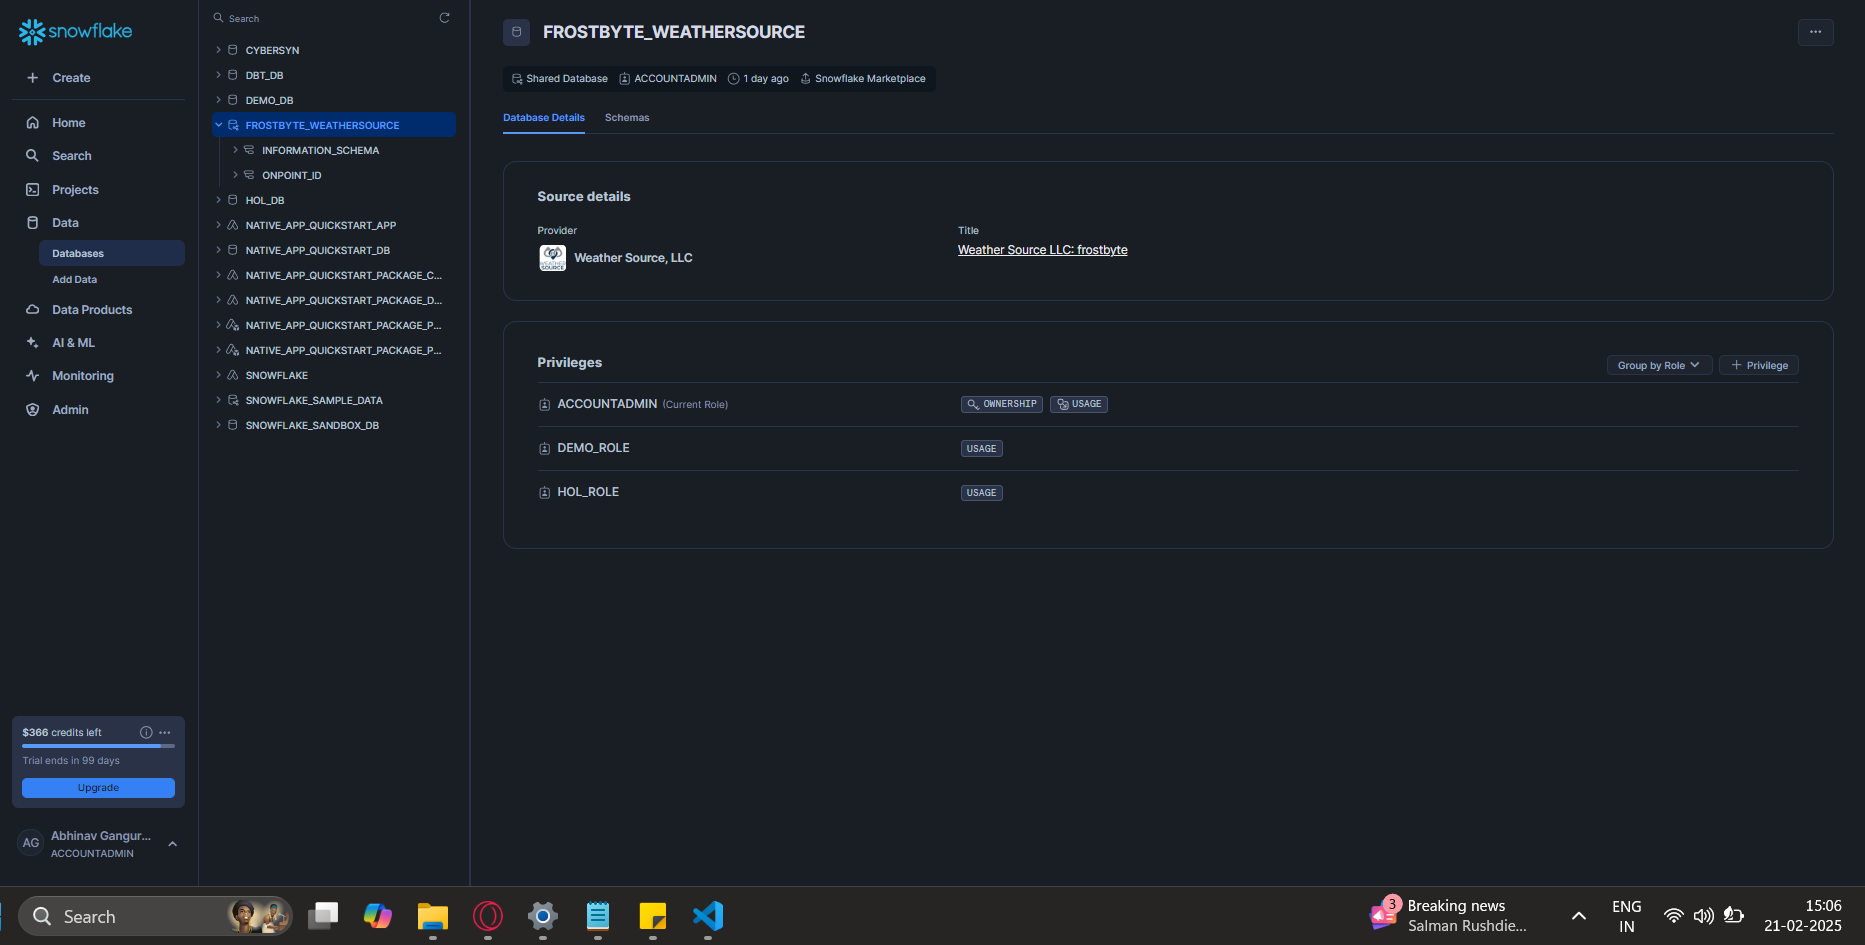 snowflake
Create
Home
Search
Projects
Data
Databases
Add Data
Data Products
AI & ML
Monitoring
Admin
$366 credits left
Trial ends in 99 days
Upgrade
AG
Abhinav Gangur...
ACCOUNTADMIN
Search
CYBERSYN
DBT_DB
DEMO_DB
FROSTBYTE_WEATHERSOURCE
INFORMATION_SCHEMA
ONPOINT_ID
HOL_DB
NATIVE_APP_QUICKSTART_APP
NATIVE_APP_QUICKSTART_DB
NATIVE_APP_QUICKSTART_PACKAGE_C...
NATIVE_APP_QUICKSTART_PACKAGE_D...
NATIVE_APP_QUICKSTART_PACKAGE_P...
NATIVE_APP_QUICKSTART_PACKAGE_P...
SNOWFLAKE
SNOWFLAKE_SAMPLE_DATA
SNOWFLAKE_SANDBOX_DB
FROSTBYTE_WEATHERSOURCE
Shared Database ACCOUNTADMIN 1 day ago Snowflake Marketplace
Database Details Schemas
Source details
Provider Title
WEATHER SOURCE
Weather Source, LLC Weather Source LLC: frostbyte
Privileges Group by Role + Privilege
ACCOUNTADMIN (Current Role) OWNERSHIP USAGE
DEMO_ROLE USAGE
HOL_ROLE USAGE
Search
3
Breaking news
Salman Rushdie...
ENG
IN
15:06
21-02-2025